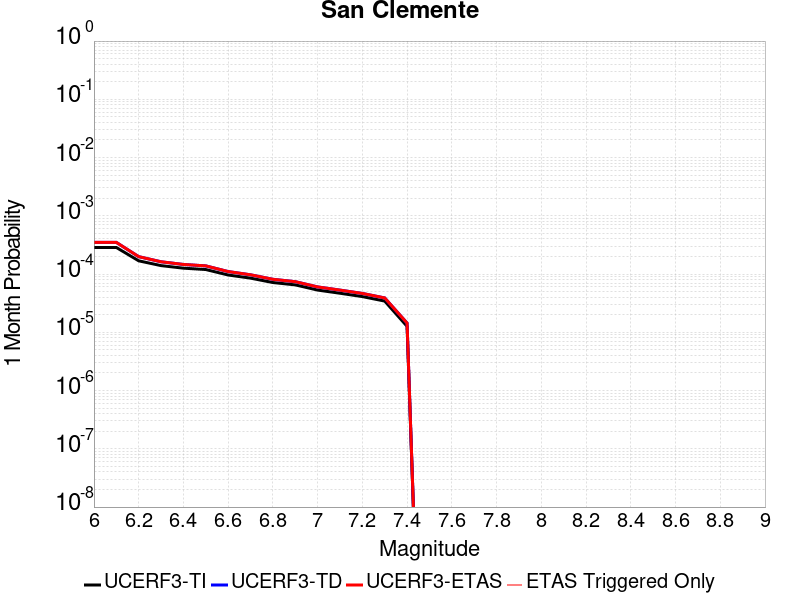 San Clemente
10^0
10^-1
10^-2
10^-3
10^-4
10^-5
10^-6
10^-7
10^-8
1 Month Probability
6 6.2 6.4 6.6 6.8 7 7.2 7.4 7.6 7.8 8 8.2 8.4 8.6 8.8 9
Magnitude
UCERF3-TI UCERF3-TD UCERF3-ETAS ETAS Triggered Only